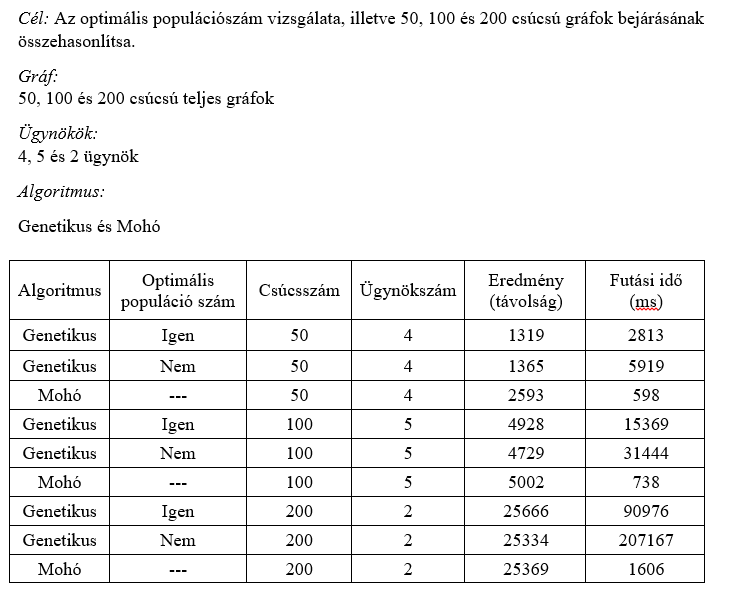 Cél: Az optimális populációszám vizsgálata, illetve 50, 100 és 200 csúcsú gráfok bejárásának
összehasonlítsa.
Gráf:
50, 100 és 200 csúcsú teljes gráfok
Ügynökök:
4, 5 és 2 ügynök
Algoritmus:
Genetikus és Mohó
Algoritmus Optimális populáció szám Csúcsszám Ügynökszám Eredmény (távolság) Futási idő (ms)
Genetikus Igen 50 4 1319 2813
Genetikus Nem 50 4 1365 5919
Mohó --- 50 4 2593 598
Genetikus Igen 100 5 4928 15369
Genetikus Nem 100 5 4729 31444
Mohó --- 100 5 5002 738
Genetikus Igen 200 2 25666 90976
Genetikus Nem 200 2 25334 207167
Mohó --- 200 2 25369 1606